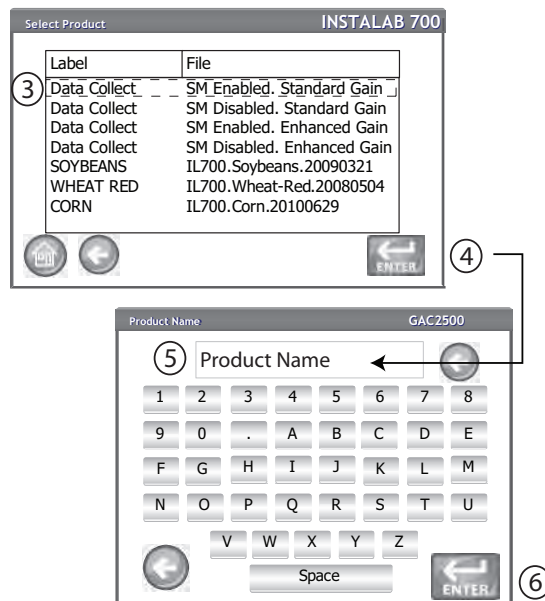 Select Product INSTALAB 700
Label File
3 Data Collect SM Enabled. Standard Gain
Data Collect SM Disabled. Standard Gain
Data Collect SM Enabled. Enhanced Gain
Data Collect SM Disabled. Enhanced Gain
SOYBEANS IL700.Soybeans.20090321
WHEAT RED IL700.Wheat-Red.20080504
CORN IL700.Corn.20100629
ENTER 4
Product Name GAC2500
5 Product Name
1 2 3 4 5 6 7 8
9 0 . A B C D E
F G H I J K L M
N O P Q R S T U
V W X Y Z
Space ENTER 6